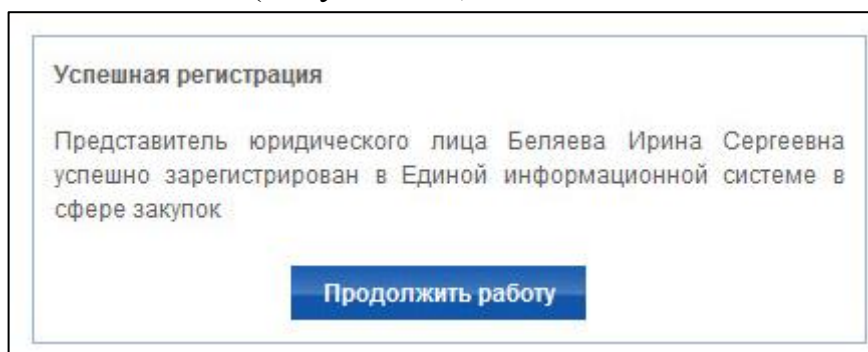 Успешная регистрация
Представитель юридического лица Беляева Ирина Сергеевна
успешно зарегистрирован в Единой информационной системе в
сфере закупок
Продолжить работу